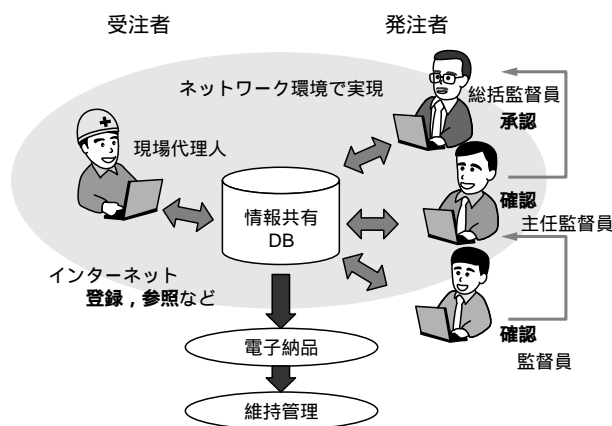 受注者
発注者
ネットワーク環境で実現
総括監督員
承認
現場代理人
確認
主任監督員
情報共有
DB
インターネット
登録，参照など
確認
監督員
電子納品
維持管理